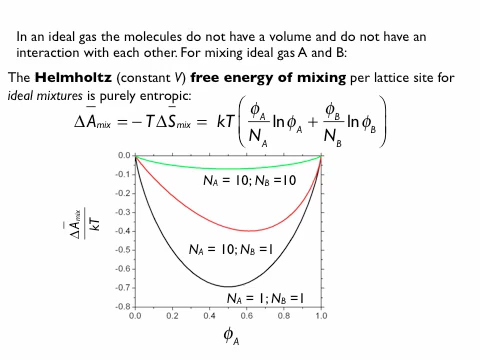 In an ideal gas the molecules do not have a volume and do not have an
interaction with each other. For mixing ideal gas A and B:
The Helmholtz (constant V) free energy of mixing per lattice site for
ideal mixtures is purely entropic:
ΔA̅mix = −TΔS̅mix = kT(ϕA/NA lnϕA + ϕB/NB lnϕB)
0.0
-0.1
-0.2
-0.3
-0.4
-0.5
-0.6
-0.7
-0.8
ΔA̅mix/kT
NA = 10; NB =10
NA = 10; NB =1
NA = 1; NB =1
0.0 0.2 0.4 0.6 0.8 1.0
ϕA